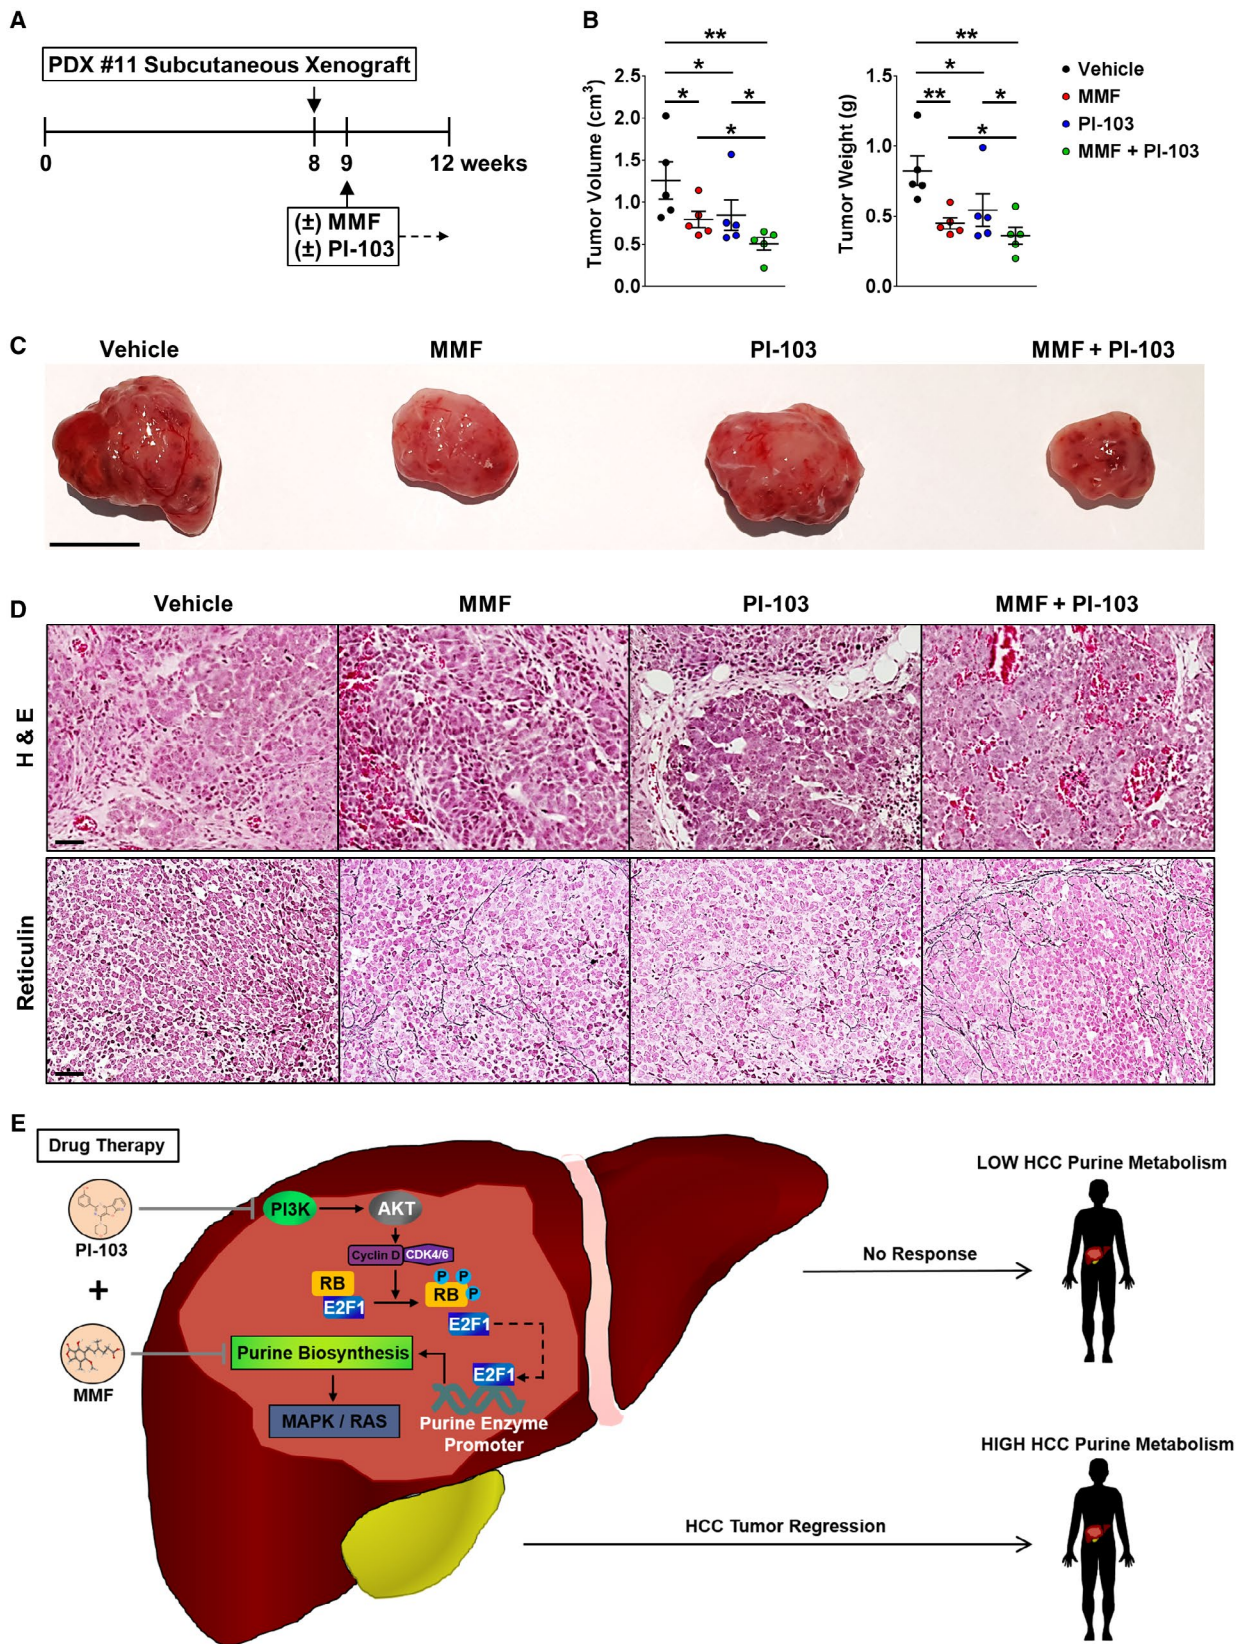 A
PDX #11 Subcutaneous Xenograft
0
8
9
12 weeks
(±) MMF
(±) PI-103
B
**
*
*
*
*
Tumor Volume (cm3)
2.5
2.0
1.5
1.0
0.5
0.0
**
*
**
*
*
Tumor Weight (g)
1.5
1.0
0.5
0.0
Vehicle
MMF
PI-103
MMF + PI-103
C
Vehicle
MMF
PI-103
MMF + PI-103
D
Vehicle
MMF
PI-103
MMF + PI-103
H & E
Reticulin
E
Drug Therapy
PI-103
+
MMF
PI3K
AKT
Cyclin D
CDK4/6
RB
E2F1
P
P
P
RB
E2F1
Purine Biosynthesis
E2F1
MAPK / RAS
Purine Enzyme
Promoter
LOW HCC Purine Metabolism
No Response
HIGH HCC Purine Metabolism
HCC Tumor Regression